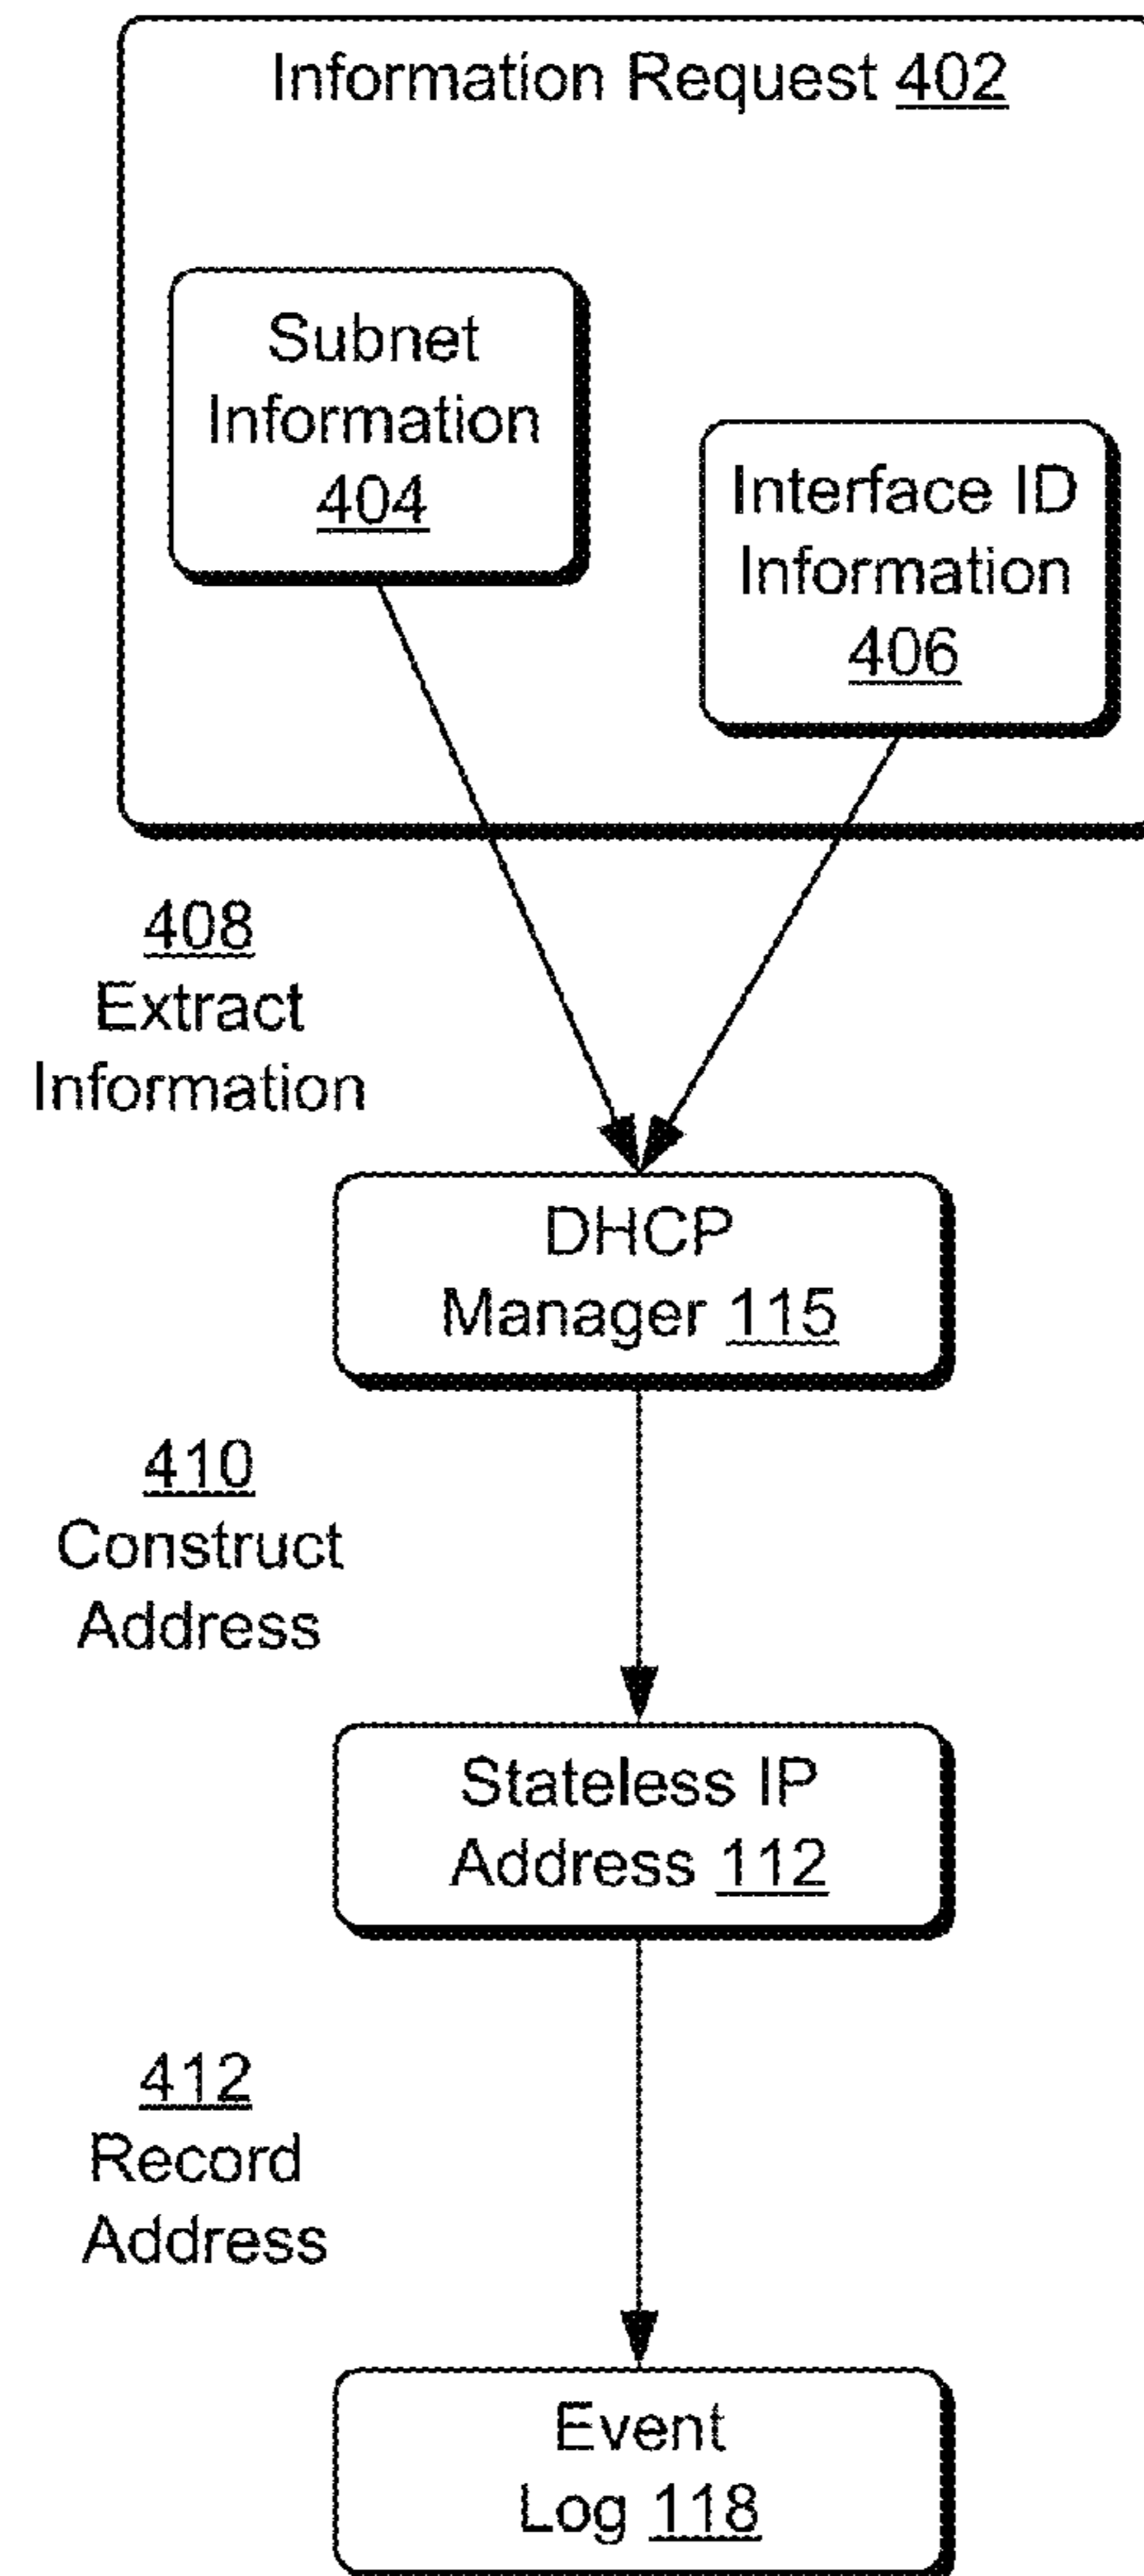 Information Request 402
Subnet
Information
404
Interface ID
Information
406
408
Extract
Information
DHCP
Manager 115
410
Construct
Address
Stateless IP
Address 112
412
Record
Address
Event
Log 118